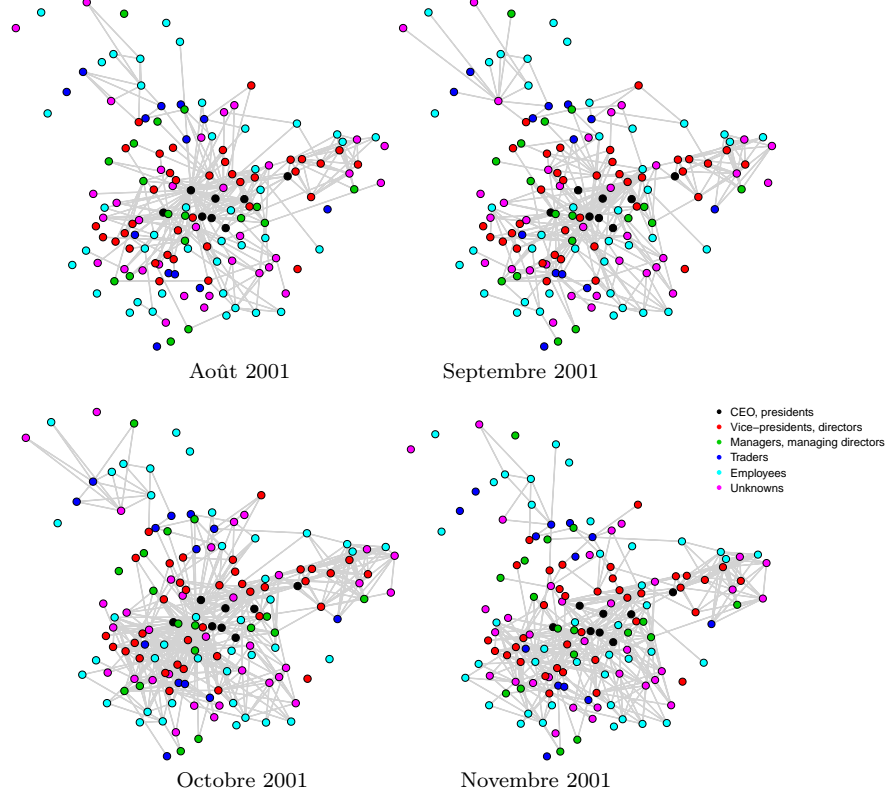 Août 2001
Septembre 2001
CEO, presidents
Vice−presidents, directors
Managers, managing directors
Traders
Employees
Unknowns
Octobre 2001
Novembre 2001